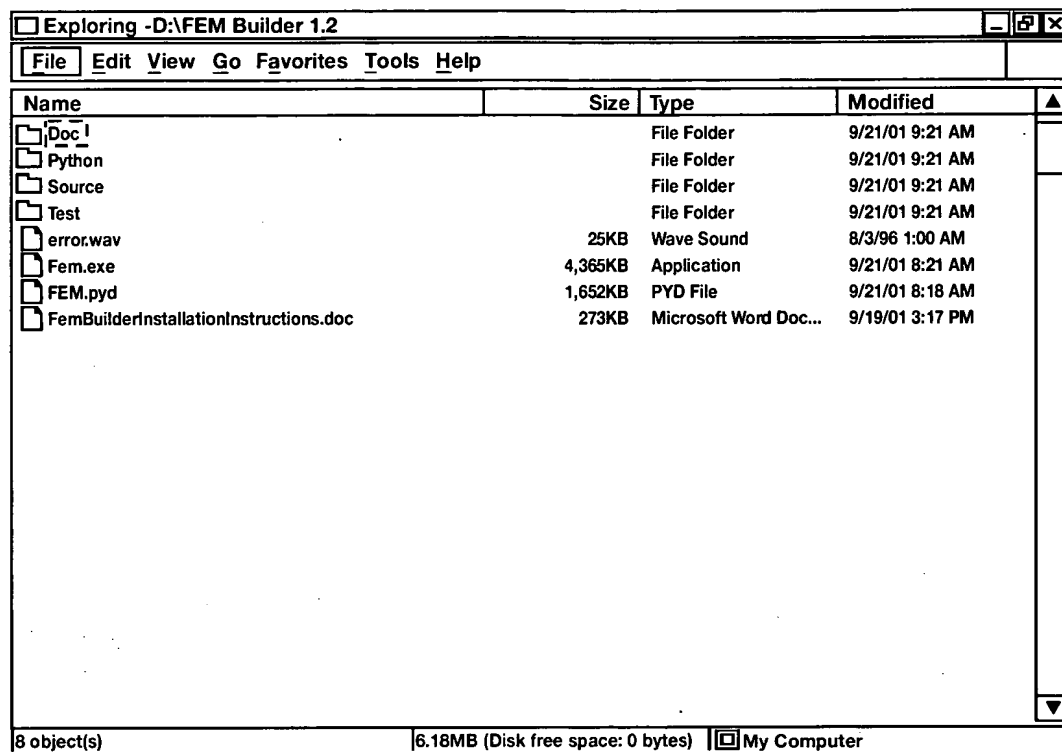 Exploring -D:\FEM Builder 1.2
File Edit View Go Favorites Tools Help
Name Size Type Modified
Doc File Folder 9/21/01 9:21 AM
Python File Folder 9/21/01 9:21 AM
Source File Folder 9/21/01 9:21 AM
Test File Folder 9/21/01 9:21 AM
error.wav 25KB Wave Sound 8/3/96 1:00 AM
Fem.exe 4,365KB Application 9/21/01 8:21 AM
FEM.pyd 1,652KB PYD File 9/21/01 8:18 AM
FemBuilderInstallationInstructions.doc 273KB Microsoft Word Doc... 9/19/01 3:17 PM
8 object(s) 6.18MB (Disk free space: 0 bytes) My Computer